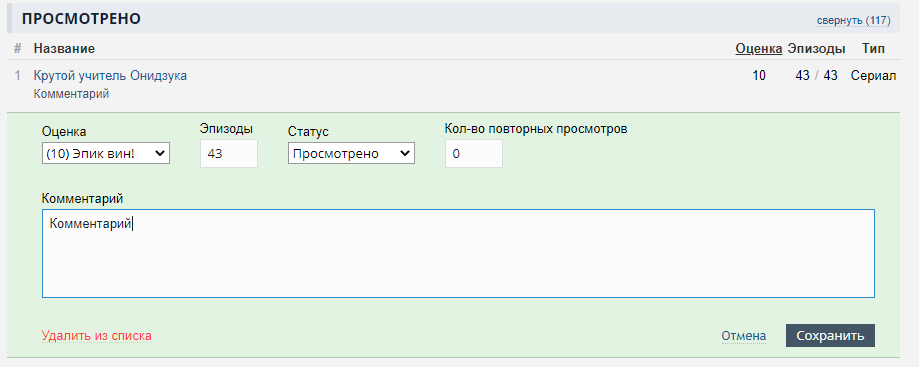 ПРОСМОТРЕНО свернуть (117)
# Название Оценка Эпизоды Тип
1 Крутой учитель Онидзука 10 43 / 43 Сериал
Комментарий
Оценка Эпизоды Статус Кол-во повторных просмотров
(10) Эпик вин! 43 Просмотрено 0
Комментарий
Комментарий
Удалить из списка Отмена Сохранить